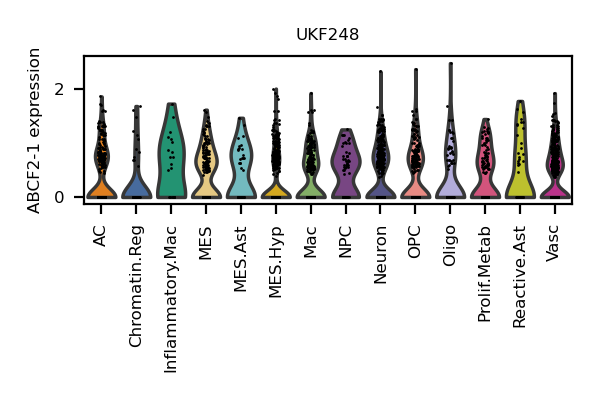 UKF248
ABCF2-1 expression
2
0
AC
Chromatin.Reg
Inflammatory.Mac
MES
MES.Ast
MES.Hyp
Mac
NPC
Neuron
OPC
Oligo
Prolif.Metab
Reactive.Ast
Vasc